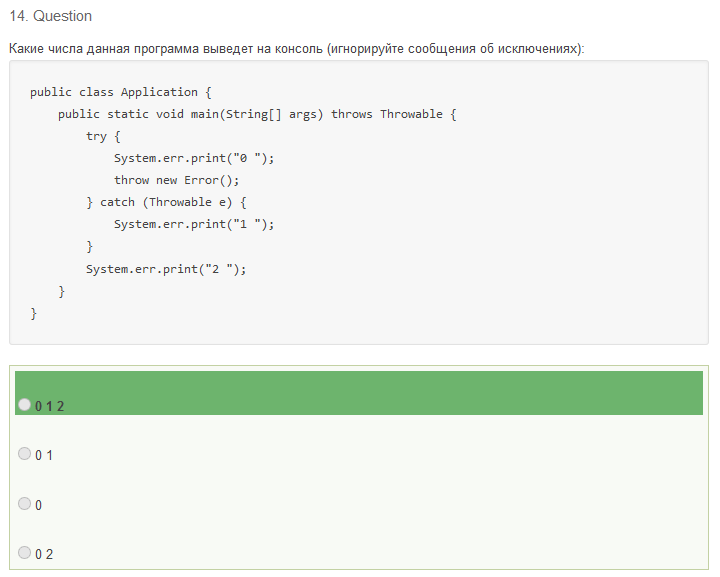 14. Question
Какие числа данная программа выведет на консоль (игнорируйте сообщения об исключениях):
public class Application {
    public static void main(String[] args) throws Throwable {
        try {
            System.err.print("0 ");
            throw new Error();
        } catch (Throwable e) {
            System.err.print("1 ");
        }
        System.err.print("2 ");
    }
}
0 1 2
0 1
0
0 2